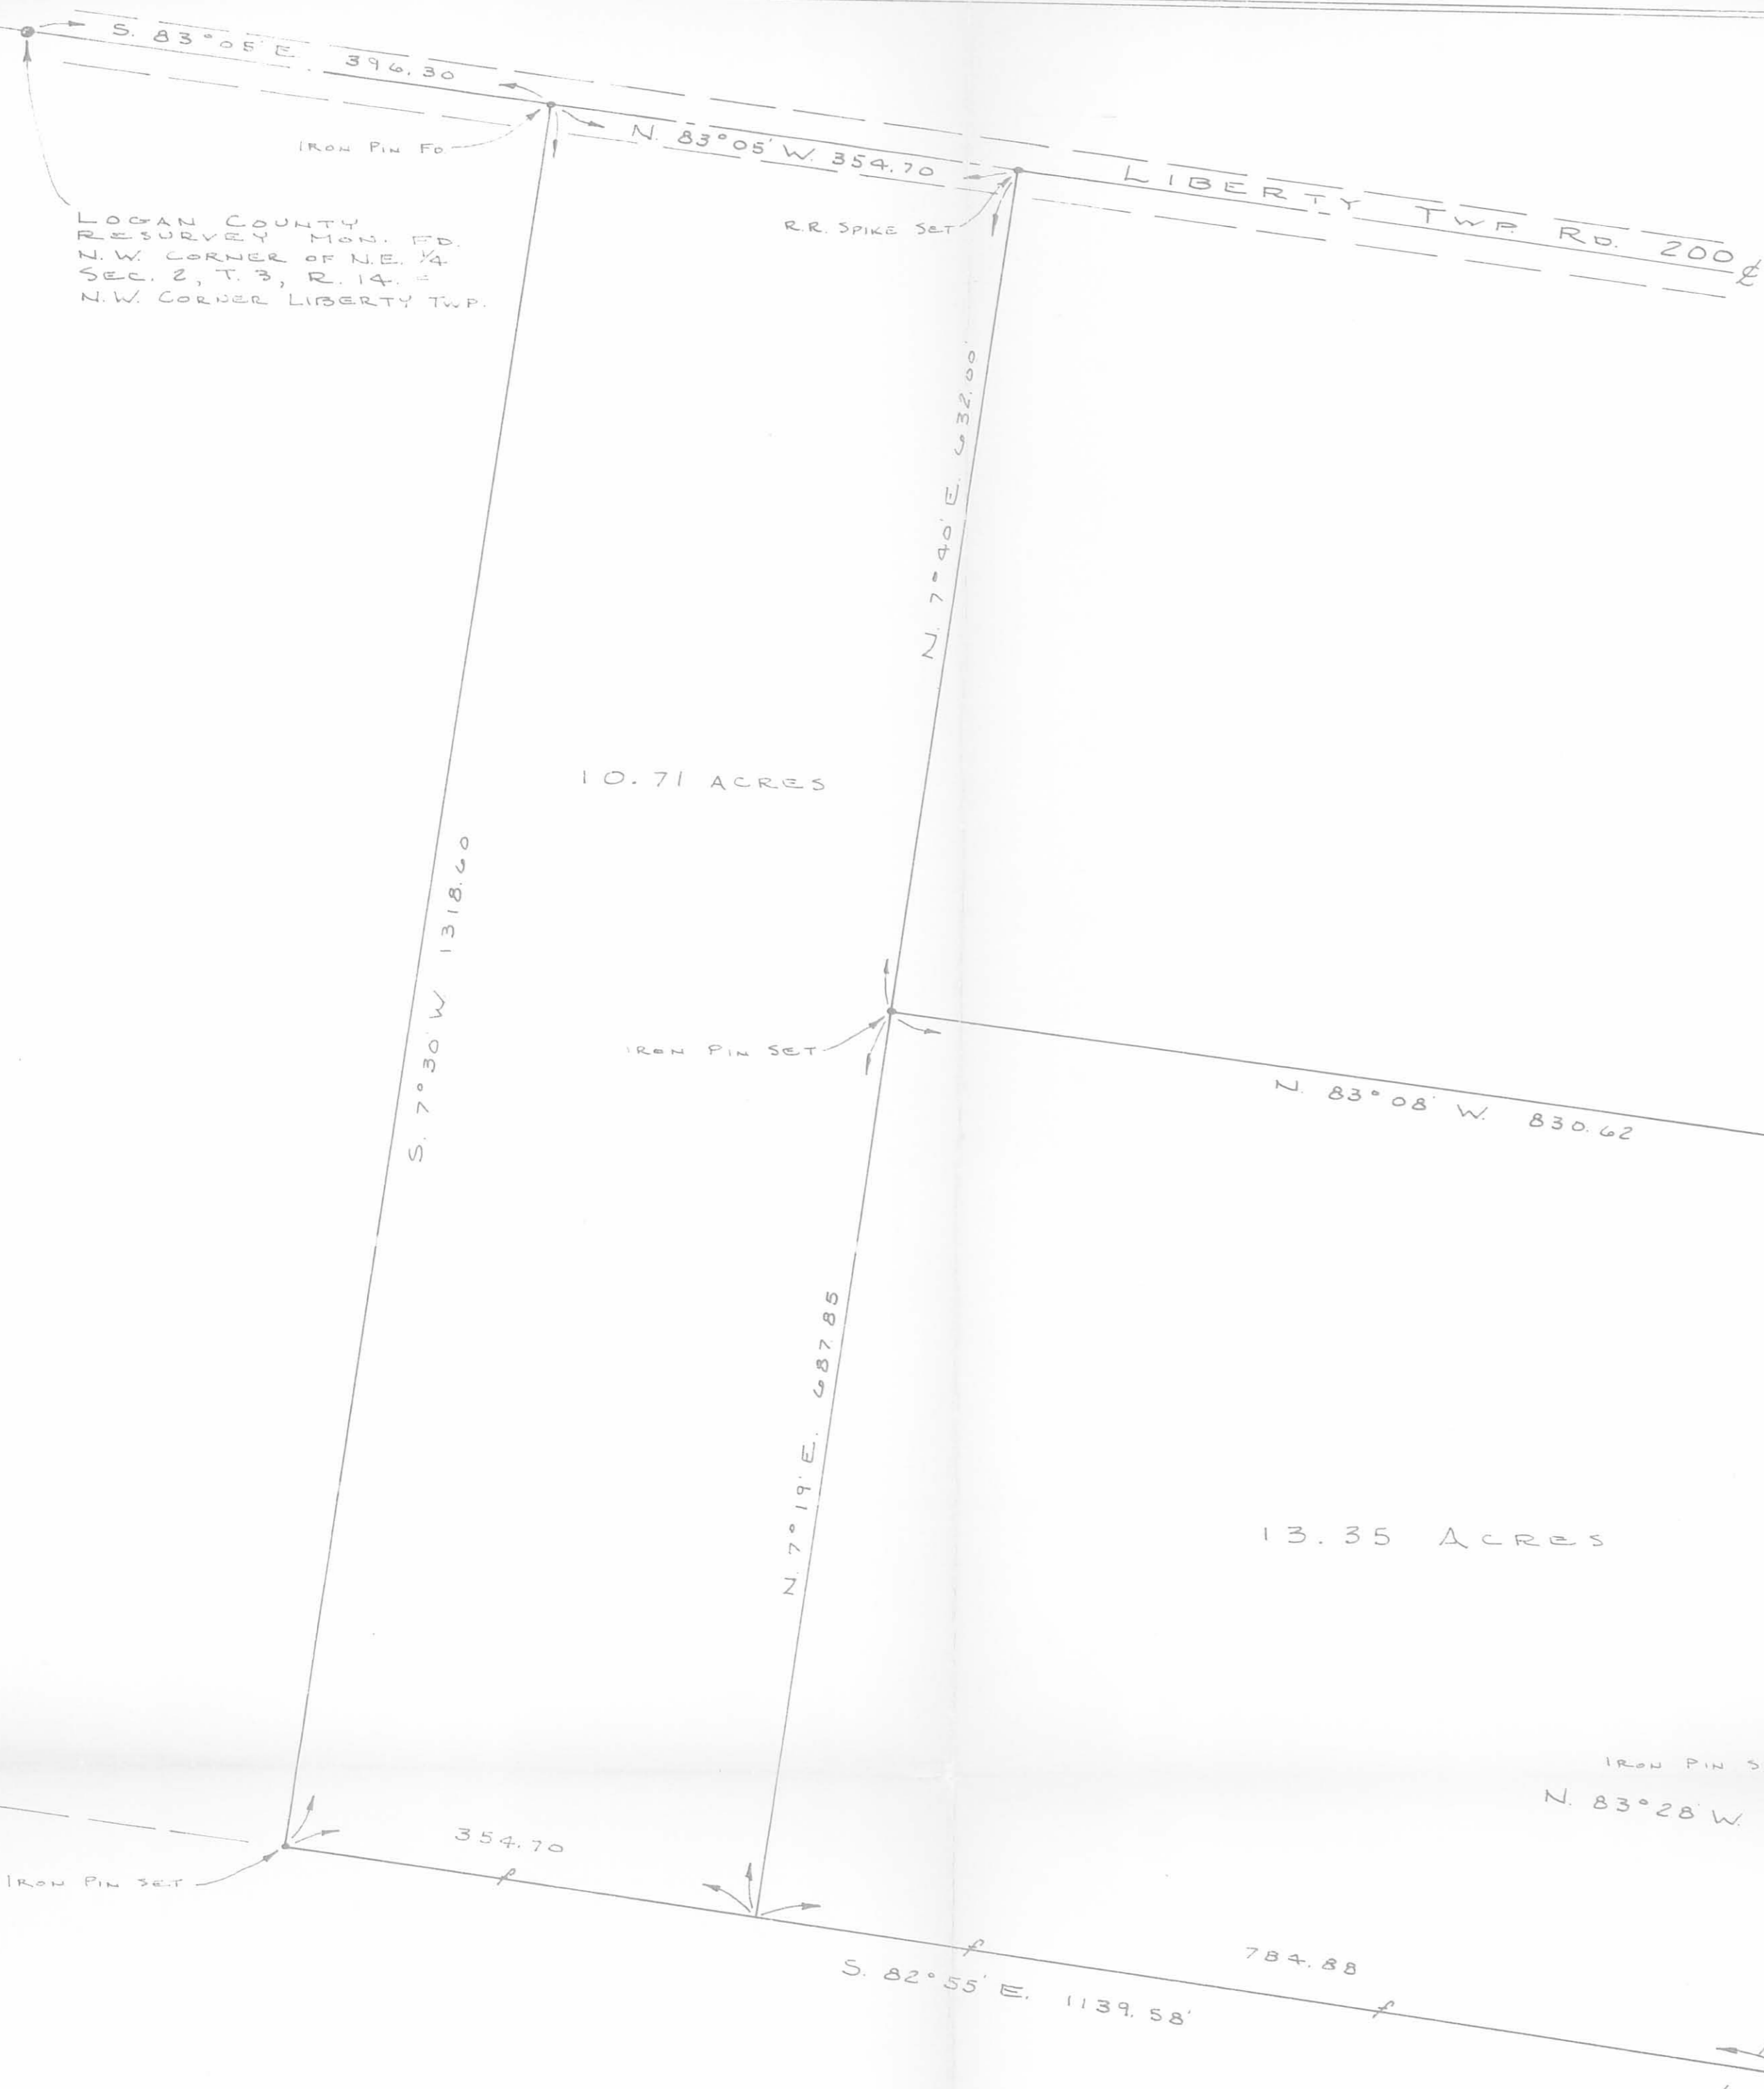 S. 83°05' E. 396.30
IRON PIN FD
N. 83°05' W. 354.70
LIBERTY TWP. RD. 200 ℄
R.R. SPIKE SET
LOGAN COUNTY
RESURVEY MON. FD.
N.W. CORNER OF N.E. ¼
SEC. 2, T. 3, R. 14. =
N.W. CORNER LIBERTY TWP.
N. 7°40' E. 632.00'
10.71 ACRES
S. 7°30' W 1318.60
IRON PIN SET
N. 83°08' W. 830.62
N. 7°19' E. 687.85
13.35 ACRES
IRON PIN S
N. 83°28' W.
354.70
IRON PIN SET
784.88
S. 82°55' E. 1139.58'